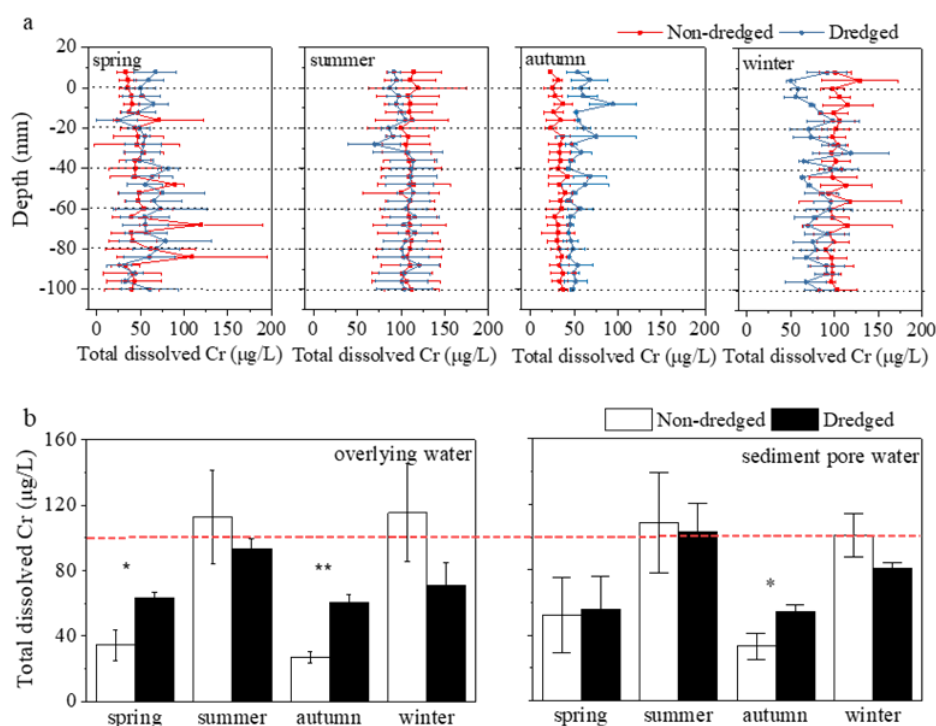 a
Non-dredged Dredged
spring summer autumn winter
20
0
-20
-40
-60
-80
-100
Depth (mm)
0 50 100 150 200 0 50 100 150 200 0 50 100 150 200 0 50 100 150 200
Total dissolved Cr (μg/L) Total dissolved Cr (μg/L) Total dissolved Cr (μg/L) Total dissolved Cr (μg/L)
b
Non-dredged Dredged
overlying water sediment pore water
160
120
80
40
0
Total dissolved Cr (μg/L)
* ** *
spring summer autumn winter spring summer autumn winter